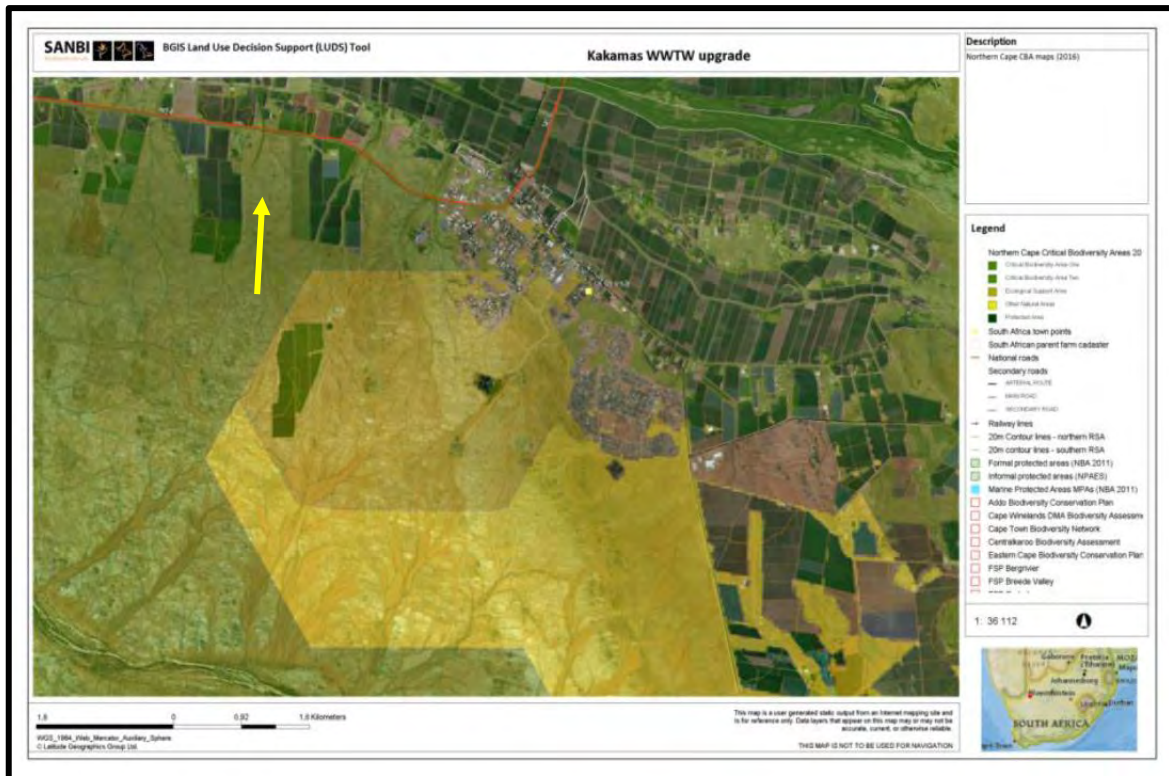 SANBI
BGIS Land Use Decision Support (LUDS) Tool
Kakamas WWTW upgrade
Description
Northern Cape CBA maps (2016)
Legend
Northern Cape Critical Biodiversity Areas 20
Critical Biodiversity Area One
Critical Biodiversity Area Two
Ecological Support Area
Other Natural Areas
Protected Area
South Africa town points
South African parent farm cadaster
National roads
Secondary roads
ARTERIAL ROUTE
MAIN ROAD
SECONDARY ROAD
Railway lines
20m Contour lines - northern RSA
20m contour lines - southern RSA
Formal protected areas (NBA 2011)
Informal protected areas (NPAES)
Marine Protected Areas MPAs (NBA 2011)
Addo Biodiversity Conservation Plan
Cape Winelands DMA Biodiversity Assessm
Cape Town Biodiversity Network
Centralkaroo Biodiversity Assessment
Eastern Cape Biodiversity Conservation Plan
FSP Bergrivier
FSP Breede Valley
1: 36 112
Gaborone
Pretoria
(Tshwane)
Maputo
Johannesburg
Bloemfontein
Durban
SOUTH AFRICA
1,8 0 0,92 1,8 Kilometers
WGS_1984_Web_Mercator_Auxiliary_Sphere
© Latitude Geographics Group Ltd.
This map is a user generated static output from an Internet mapping site and
is for reference only. Data layers that appear on this map may or may not be
accurate, current, or otherwise reliable.
THIS MAP IS NOT TO BE USED FOR NAVIGATION